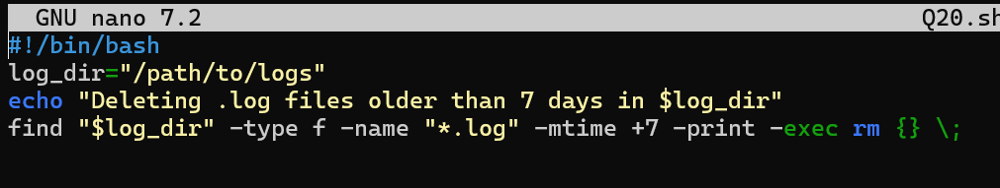 GNU nano 7.2 Q20.sh
#!/bin/bash
log_dir="/path/to/logs"
echo "Deleting .log files older than 7 days in $log_dir"
find "$log_dir" -type f -name "*.log" -mtime +7 -print -exec rm {} \;